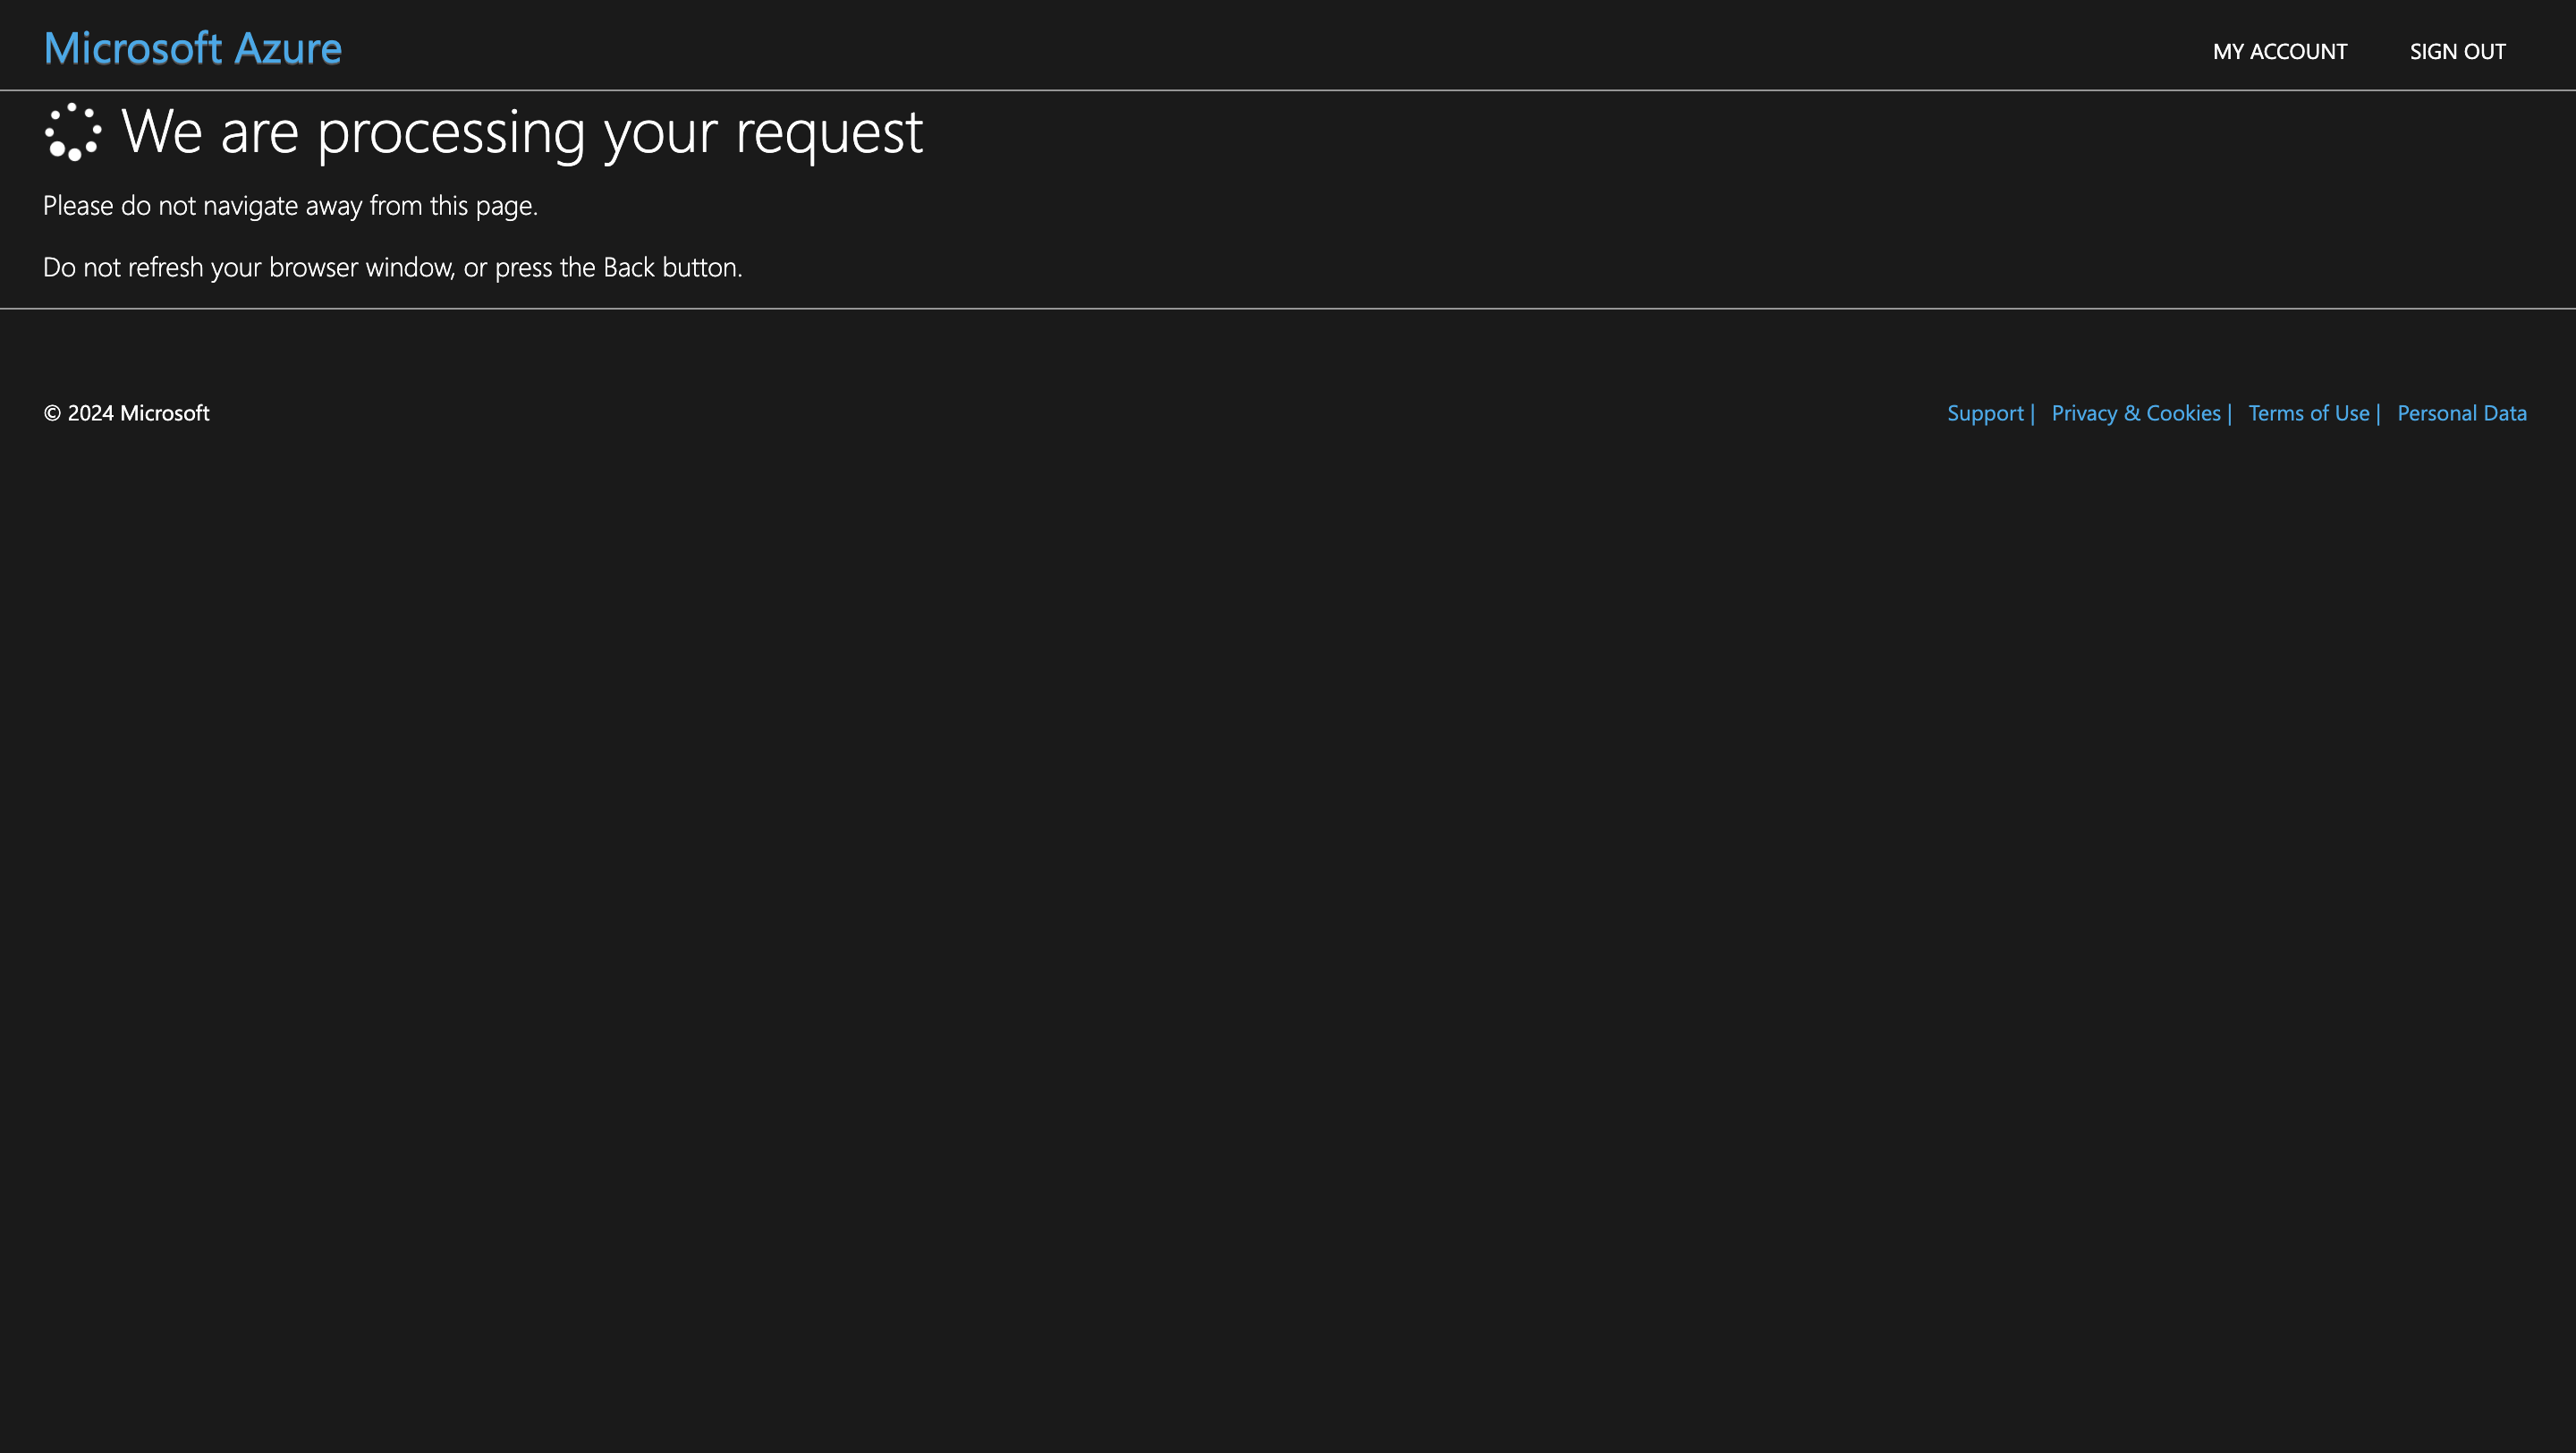 Microsoft Azure
MY ACCOUNT
SIGN OUT
We are processing your request
Please do not navigate away from this page.
Do not refresh your browser window, or press the Back button.
© 2024 Microsoft
Support | Privacy & Cookies | Terms of Use | Personal Data